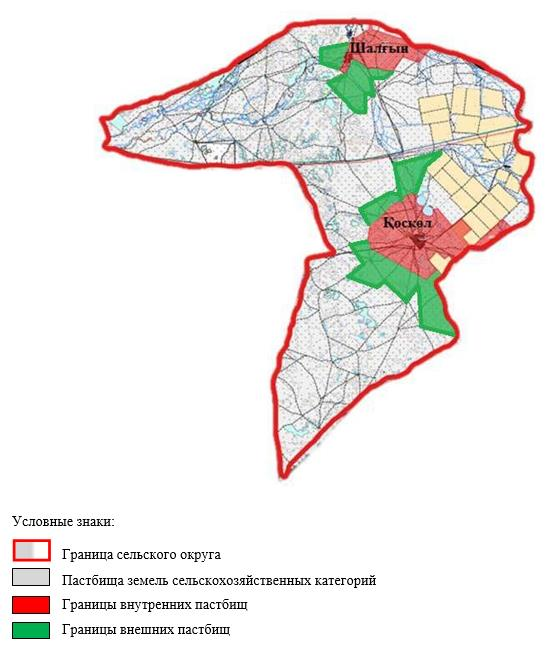 Шалғын
Қоскөл
Условные знаки:
Граница сельского округа
Пастбища земель сельскохозяйственных категорий
Границы внутренних пастбищ
Границы внешних пастбищ